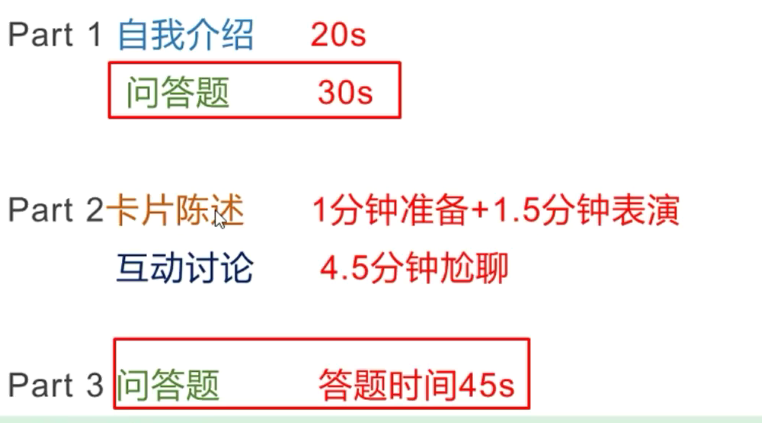 Part 1 自我介绍 20s
问答题 30s
Part 2卡片陈述 1分钟准备+1.5分钟表演
互动讨论 4.5分钟尬聊
Part 3 问答题 答题时间45s